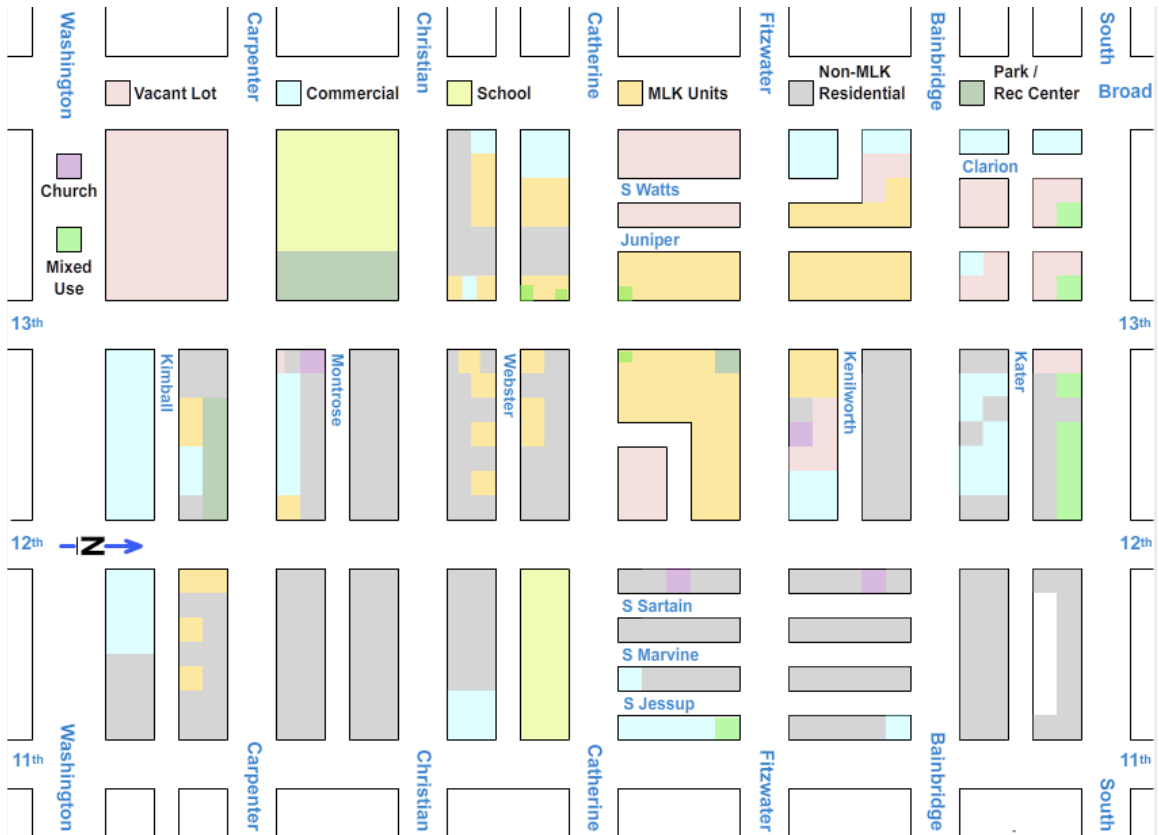 Washington
Carpenter
Christian
Catherine
Fitzwater
Bainbridge
South
Vacant Lot
Commercial
School
MLK Units
Non-MLK
Residential
Park /
Rec Center
Broad
Church
Mixed
Use
S Watts
Juniper
Clarion
13th
13th
Kimball
Montrose
Webster
Kenilworth
Kater
12th
N
12th
S Sartain
S Marvine
S Jessup
11th
11th
Washington
Carpenter
Christian
Catherine
Fitzwater
Bainbridge
South